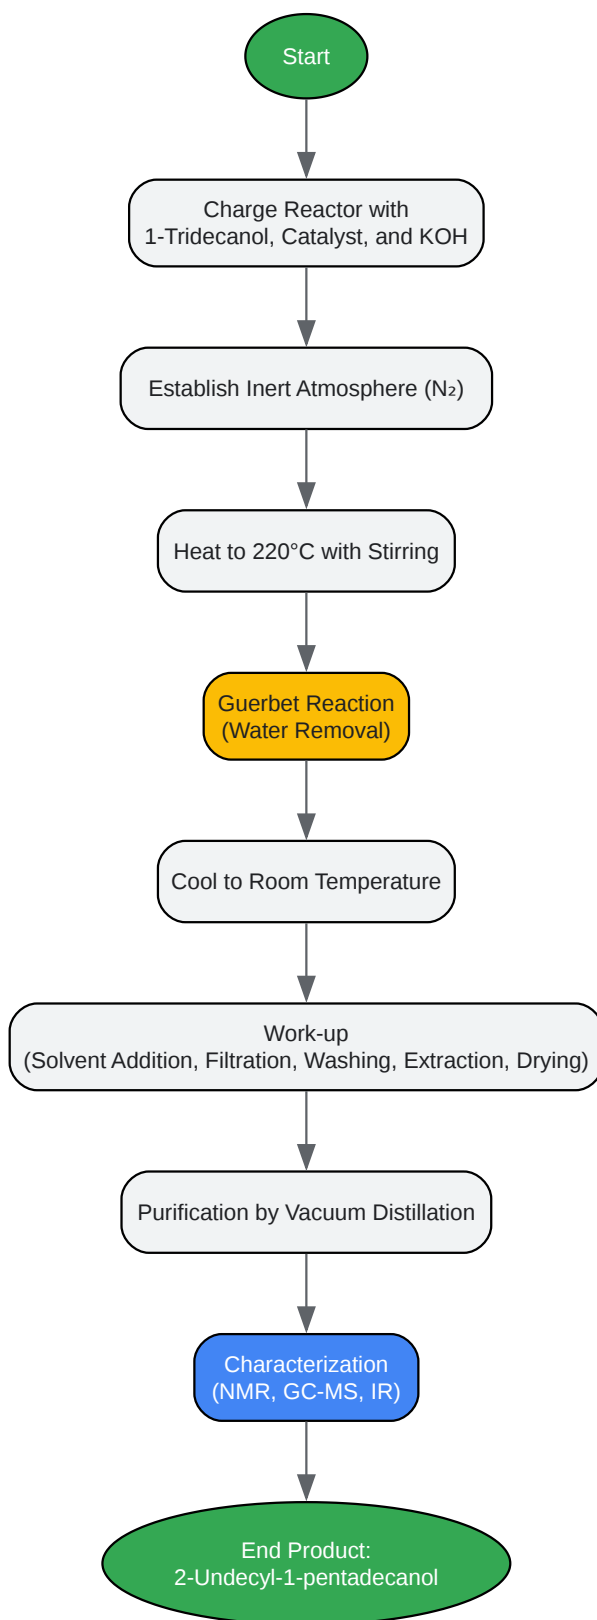 Start
Charge Reactor with
1-Tridecanol, Catalyst, and KOH
Establish Inert Atmosphere (N₂)
Heat to 220°C with Stirring
Guerbet Reaction
(Water Removal)
Cool to Room Temperature
Work-up
(Solvent Addition, Filtration, Washing, Extraction, Drying)
Purification by Vacuum Distillation
Characterization
(NMR, GC-MS, IR)
End Product:
2-Undecyl-1-pentadecanol